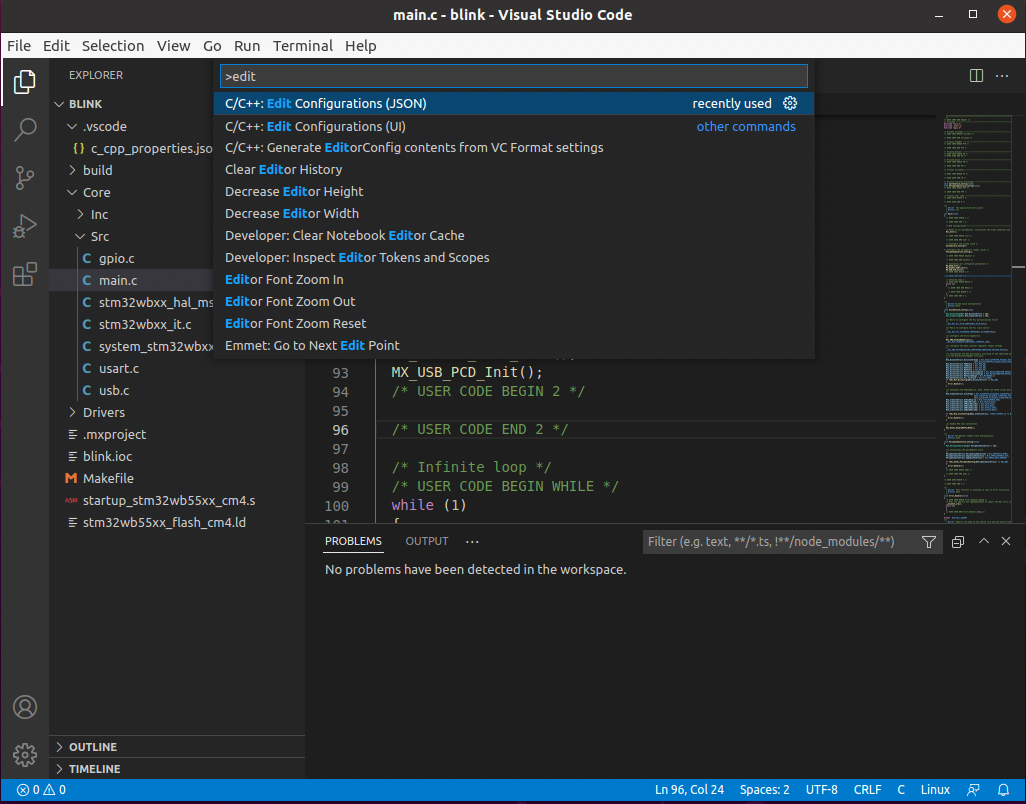 main.c - blink - Visual Studio Code
File Edit Selection View Go Run Terminal Help
EXPLORER
BLINK
.vscode
{} c_cpp_properties.jso
build
Core
Inc
Src
C gpio.c
C main.c
C stm32wbxx_hal_ms
C stm32wbxx_it.c
C system_stm32wbxx
C usart.c
C usb.c
Drivers
.mxproject
blink.ioc
M Makefile
ASM startup_stm32wb55xx_cm4.s
stm32wb55xx_flash_cm4.ld
OUTLINE
TIMELINE
>edit
C/C++: Edit Configurations (JSON) recently used
C/C++: Edit Configurations (UI) other commands
C/C++: Generate EditorConfig contents from VC Format settings
Clear Editor History
Decrease Editor Height
Decrease Editor Width
Developer: Clear Notebook Editor Cache
Developer: Inspect Editor Tokens and Scopes
Editor Font Zoom In
Editor Font Zoom Out
Editor Font Zoom Reset
Emmet: Go to Next Edit Point
93 MX_USB_PCD_Init();
94 /* USER CODE BEGIN 2 */
95
96 /* USER CODE END 2 */
97
98 /* Infinite loop */
99 /* USER CODE BEGIN WHILE */
100 while (1)
101 {
PROBLEMS OUTPUT ...
Filter (e.g. text, **/*.ts, !**/node_modules/**)
No problems have been detected in the workspace.
0 0 Ln 96, Col 24 Spaces: 2 UTF-8 CRLF C Linux